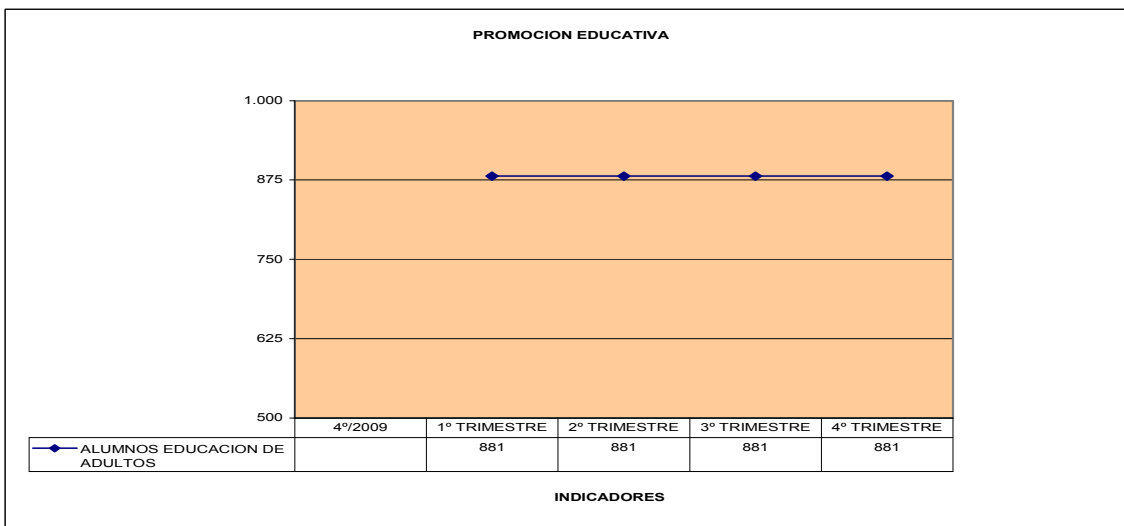 PROMOCION EDUCATIVA
1.000
875
750
625
500
4º/2009 1º TRIMESTRE 2º TRIMESTRE 3º TRIMESTRE 4º TRIMESTRE
ALUMNOS EDUCACION DE
ADULTOS
881 881 881 881
INDICADORES